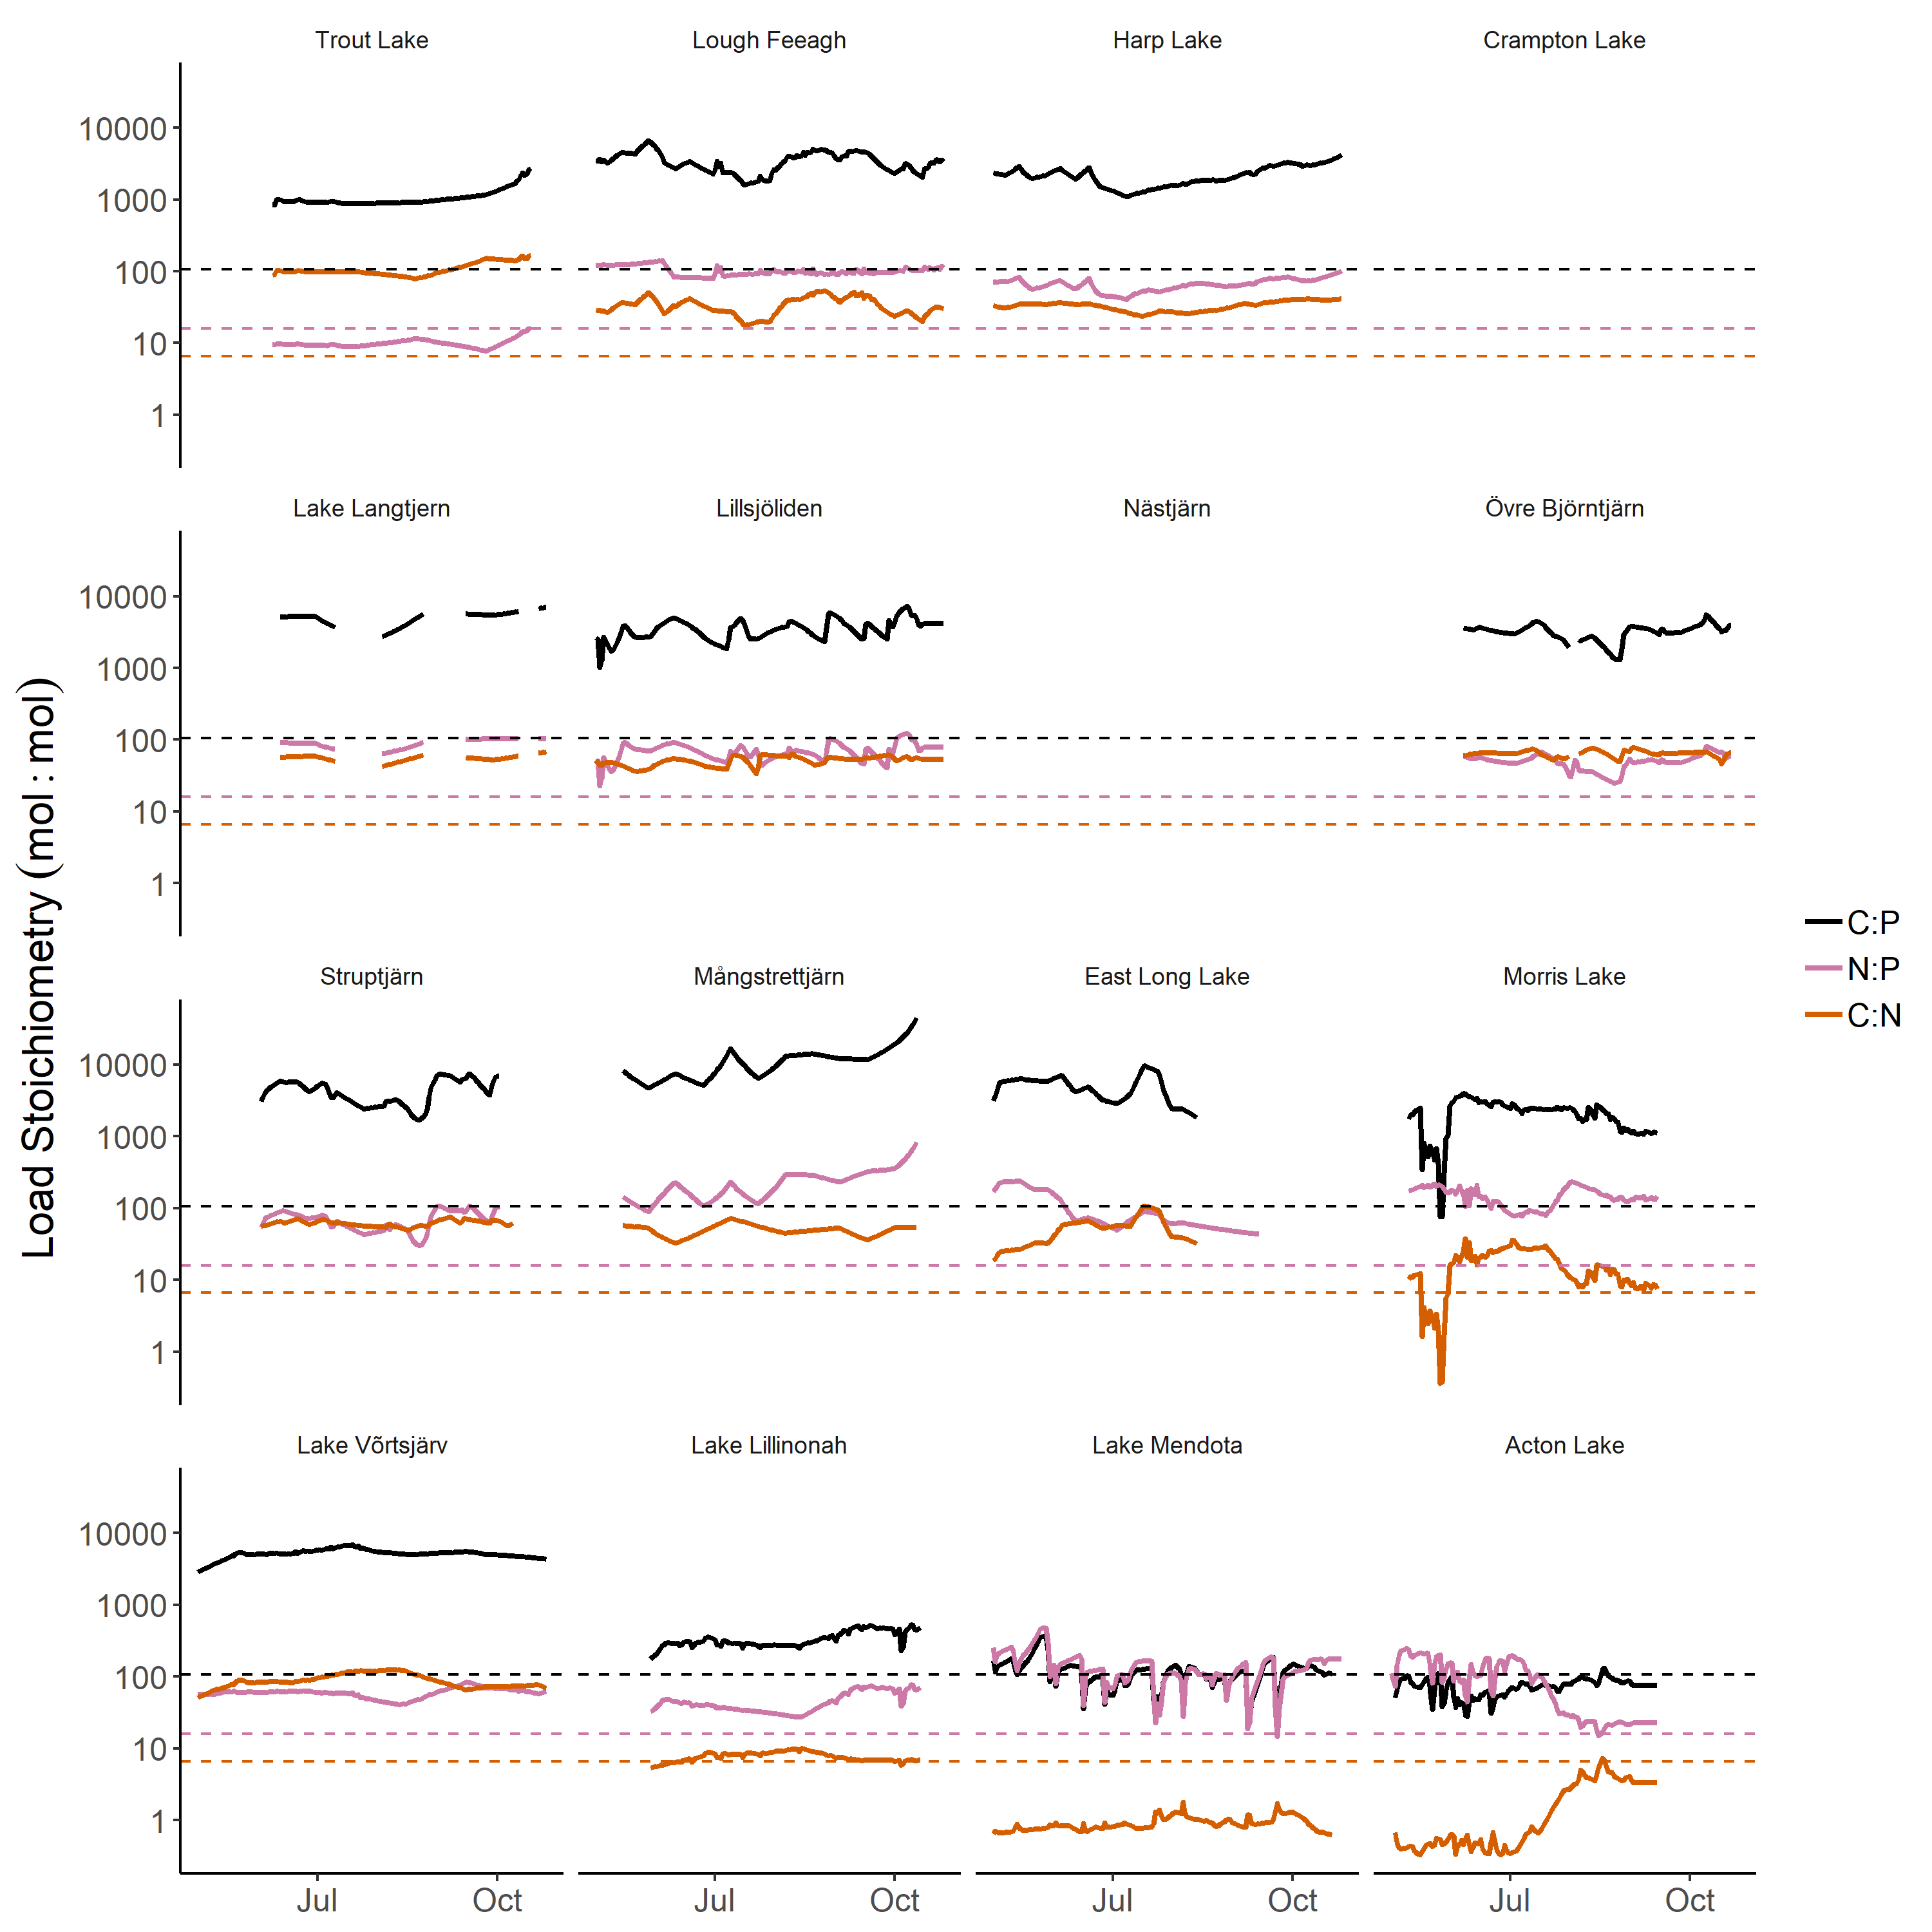 Trout Lake Lough Feeagh Harp Lake Crampton Lake
10000
1000
100
10
1
Lake Langtjern Lillsjöliden Nästjärn Övre Björntjärn
10000
1000
100
10
1
Load Stoichiometry (mol : mol)
C:P
N:P
C:N
Struptjärn Mångstrettjärn East Long Lake Morris Lake
10000
1000
100
10
1
Lake Võrtsjärv Lake Lillinonah Lake Mendota Acton Lake
10000
1000
100
10
1
Jul Oct Jul Oct Jul Oct Jul Oct